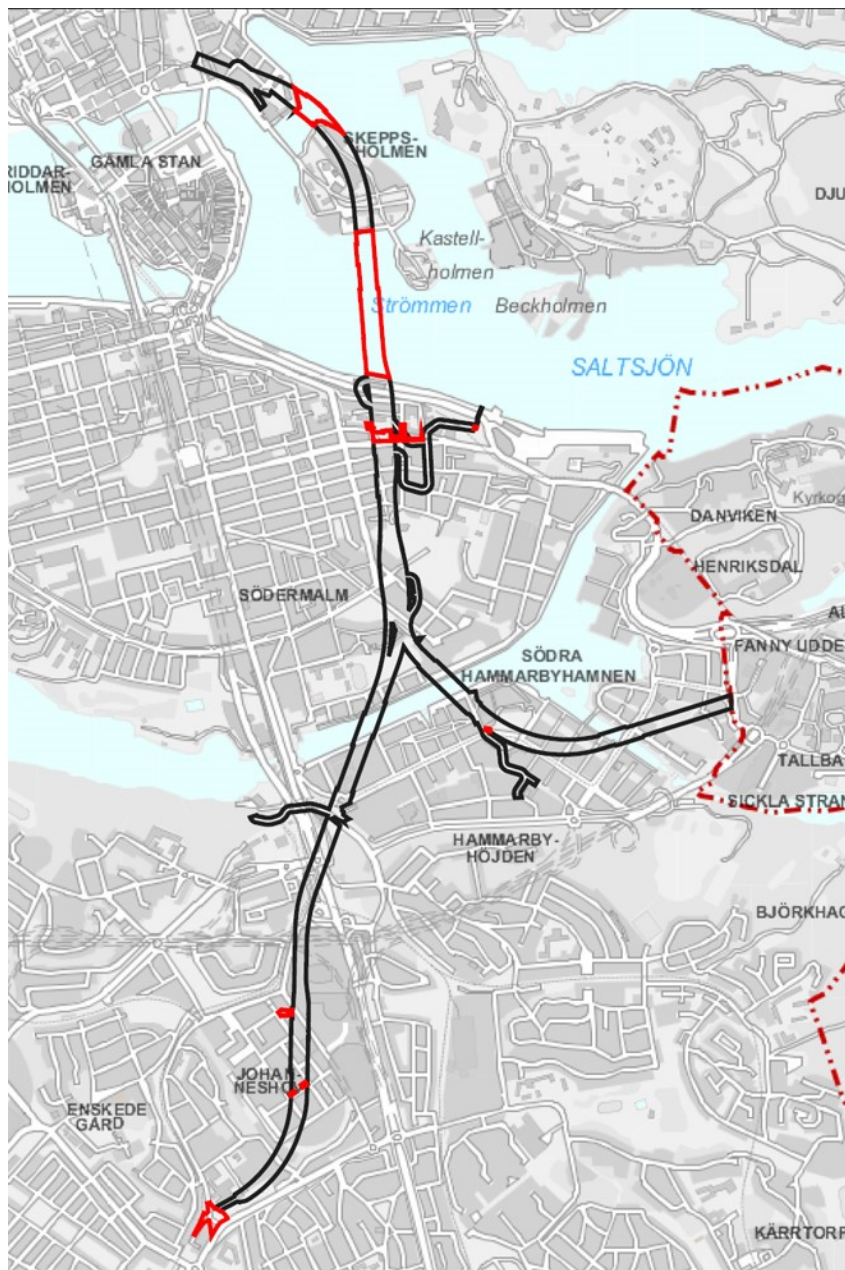 SKEPPS-
HOLMEN
GAMLA STAN
RIDDAR-
HOLMEN
DJU
Kastell-
holmen
Strömmen
Beckholmen
SALTSJÖN
Kyrkog
DANVIKEN
HENRIKSDAL
SÖDERMALM
AL
FANNY UDDE
SÖDRA
HAMMARBYHAMNEN
TALLBA
SICKLA STRAN
HAMMARBY-
HÖJDEN
BJÖRKHAG
JOHAN-
NESHO
ENSKEDE
GÅRD
KÄRRTORP